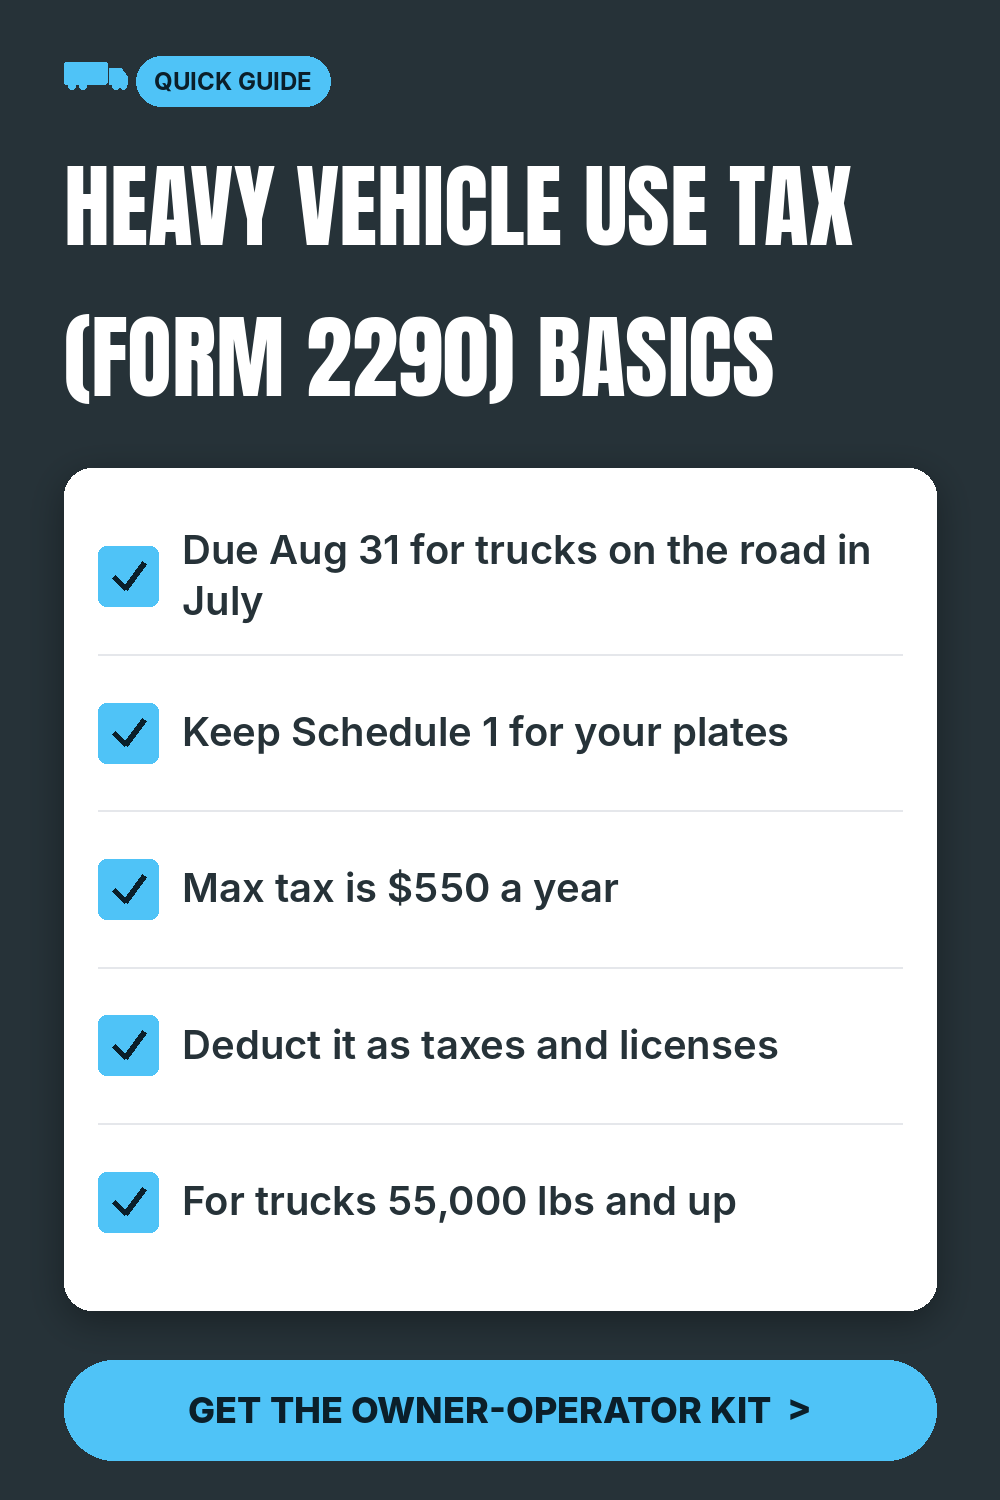 QUICK GUIDE
HEAVY VEHICLE USE TAX
(FORM 2290) BASICS
Due Aug 31 for trucks on the road in
July
Keep Schedule 1 for your plates
Max tax is $550 a year
Deduct it as taxes and licenses
For trucks 55,000 lbs and up
GET THE OWNER-OPERATOR KIT >